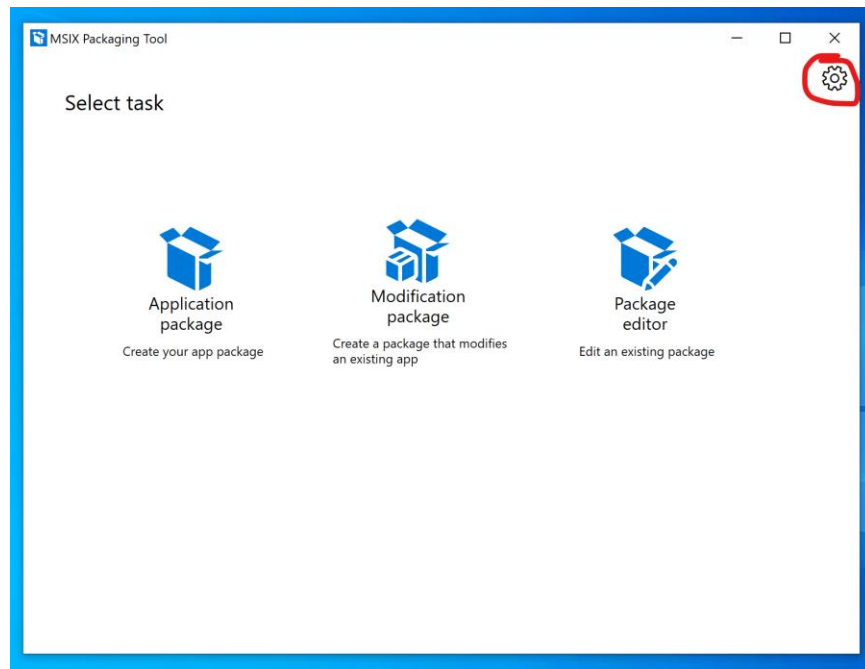 MSIX Packaging Tool
Select task
Application
package
Create your app package
Modification
package
Create a package that modifies
an existing app
Package
editor
Edit an existing package